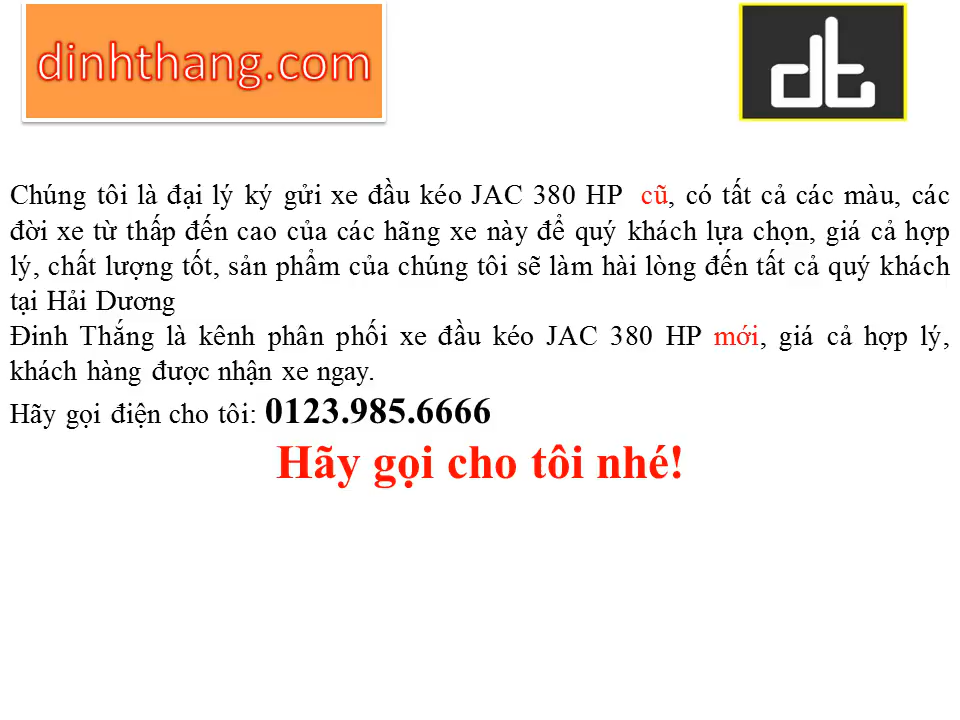 dinhthang.com
dt
Chúng tôi là đại lý ký gửi xe đầu kéo JAC 380 HP cũ, có tất cả các màu, các
đời xe từ thấp đến cao của các hãng xe này để quý khách lựa chọn, giá cả hợp
lý, chất lượng tốt, sản phẩm của chúng tôi sẽ làm hài lòng đến tất cả quý khách
tại Hải Dương
Đinh Thắng là kênh phân phối xe đầu kéo JAC 380 HP mới, giá cả hợp lý,
khách hàng được nhận xe ngay.
Hãy gọi điện cho tôi: 0123.985.6666
Hãy gọi cho tôi nhé!